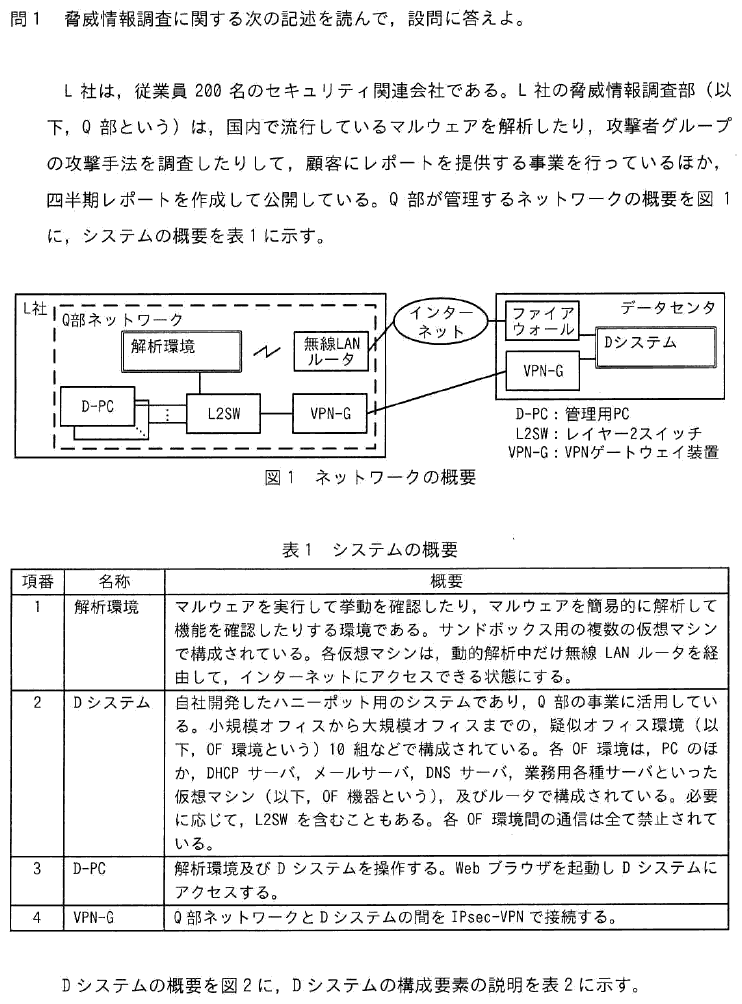 問1 脅威情報調査に関する次の記述を読んで，設問に答えよ。
L 社は，従業員 200 名のセキュリティ関連会社である。L 社の脅威情報調査部（以
下，Q 部という）は，国内で流行しているマルウェアを解析したり，攻撃者グループ
の攻撃手法を調査したりして，顧客にレポートを提供する事業を行っているほか，
四半期レポートを作成して公開している。Q 部が管理するネットワークの概要を図 1
に，システムの概要を表 1 に示す。
L社
Q部ネットワーク
解析環境
無線LAN
ルータ
D-PC
L2SW
VPN-G
インター
ネット
データセンタ
ファイア
ウォール
Dシステム
VPN-G
D-PC：管理用PC
L2SW：レイヤー2スイッチ
VPN-G：VPNゲートウェイ装置
図1 ネットワークの概要
表1 システムの概要
項番 名称 概要
1 解析環境 マルウェアを実行して挙動を確認したり，マルウェアを簡易的に解析して
機能を確認したりする環境である。サンドボックス用の複数の仮想マシン
で構成されている。各仮想マシンは，動的解析中だけ無線 LAN ルータを経
由して，インターネットにアクセスできる状態にする。
2 D システム 自社開発したハニーポット用のシステムであり，Q 部の事業に活用してい
る。小規模オフィスから大規模オフィスまでの，疑似オフィス環境（以
下，OF 環境という）10 組などで構成されている。各 OF 環境は，PC のほ
か，DHCP サーバ，メールサーバ，DNS サーバ，業務用各種サーバといった
仮想マシン（以下，OF 機器という），及びルータで構成されている。必要
に応じて，L2SW を含むこともある。各 OF 環境間の通信は全て禁止されて
いる。
3 D-PC 解析環境及び D システムを操作する。Web ブラウザを起動し D システムに
アクセスする。
4 VPN-G Q 部ネットワークと D システムの間を IPsec-VPN で接続する。
D システムの概要を図 2 に，D システムの構成要素の説明を表 2 に示す。